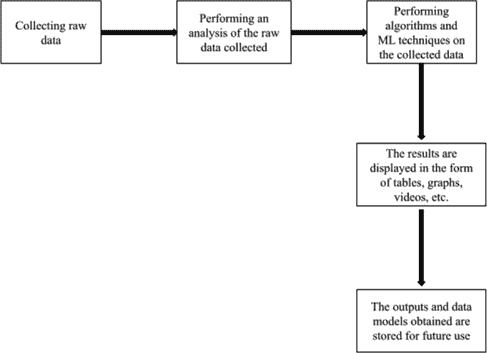 Collecting raw
data
Performing an
analysis of the raw
data collected
Performing
algorithms and
ML techniques on
the collected data
The results are
displayed in the form
of tables, graphs,
videos, etc.
The outputs and data
models obtained are
stored for future use